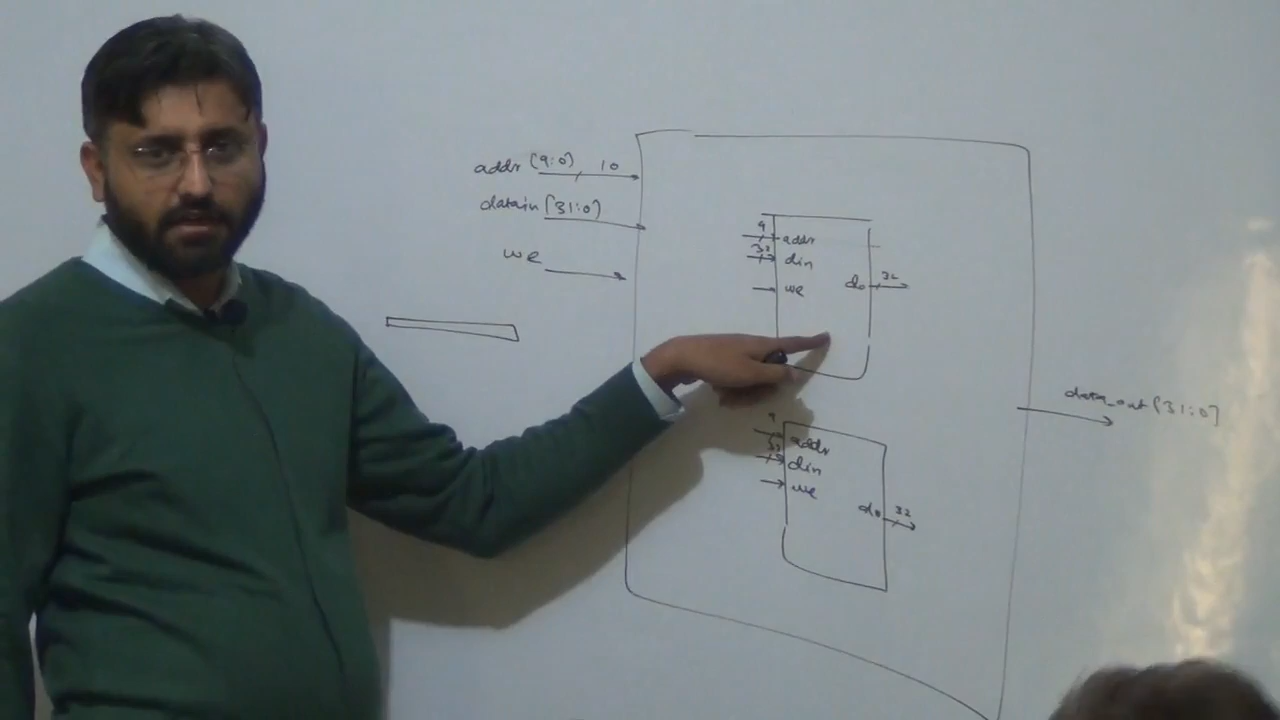 addr [9:0] 10
datain [31:0]
we
9
addr
32
din
we
do 32
data_out [31:0]
9
addr
32
din
we
do 32